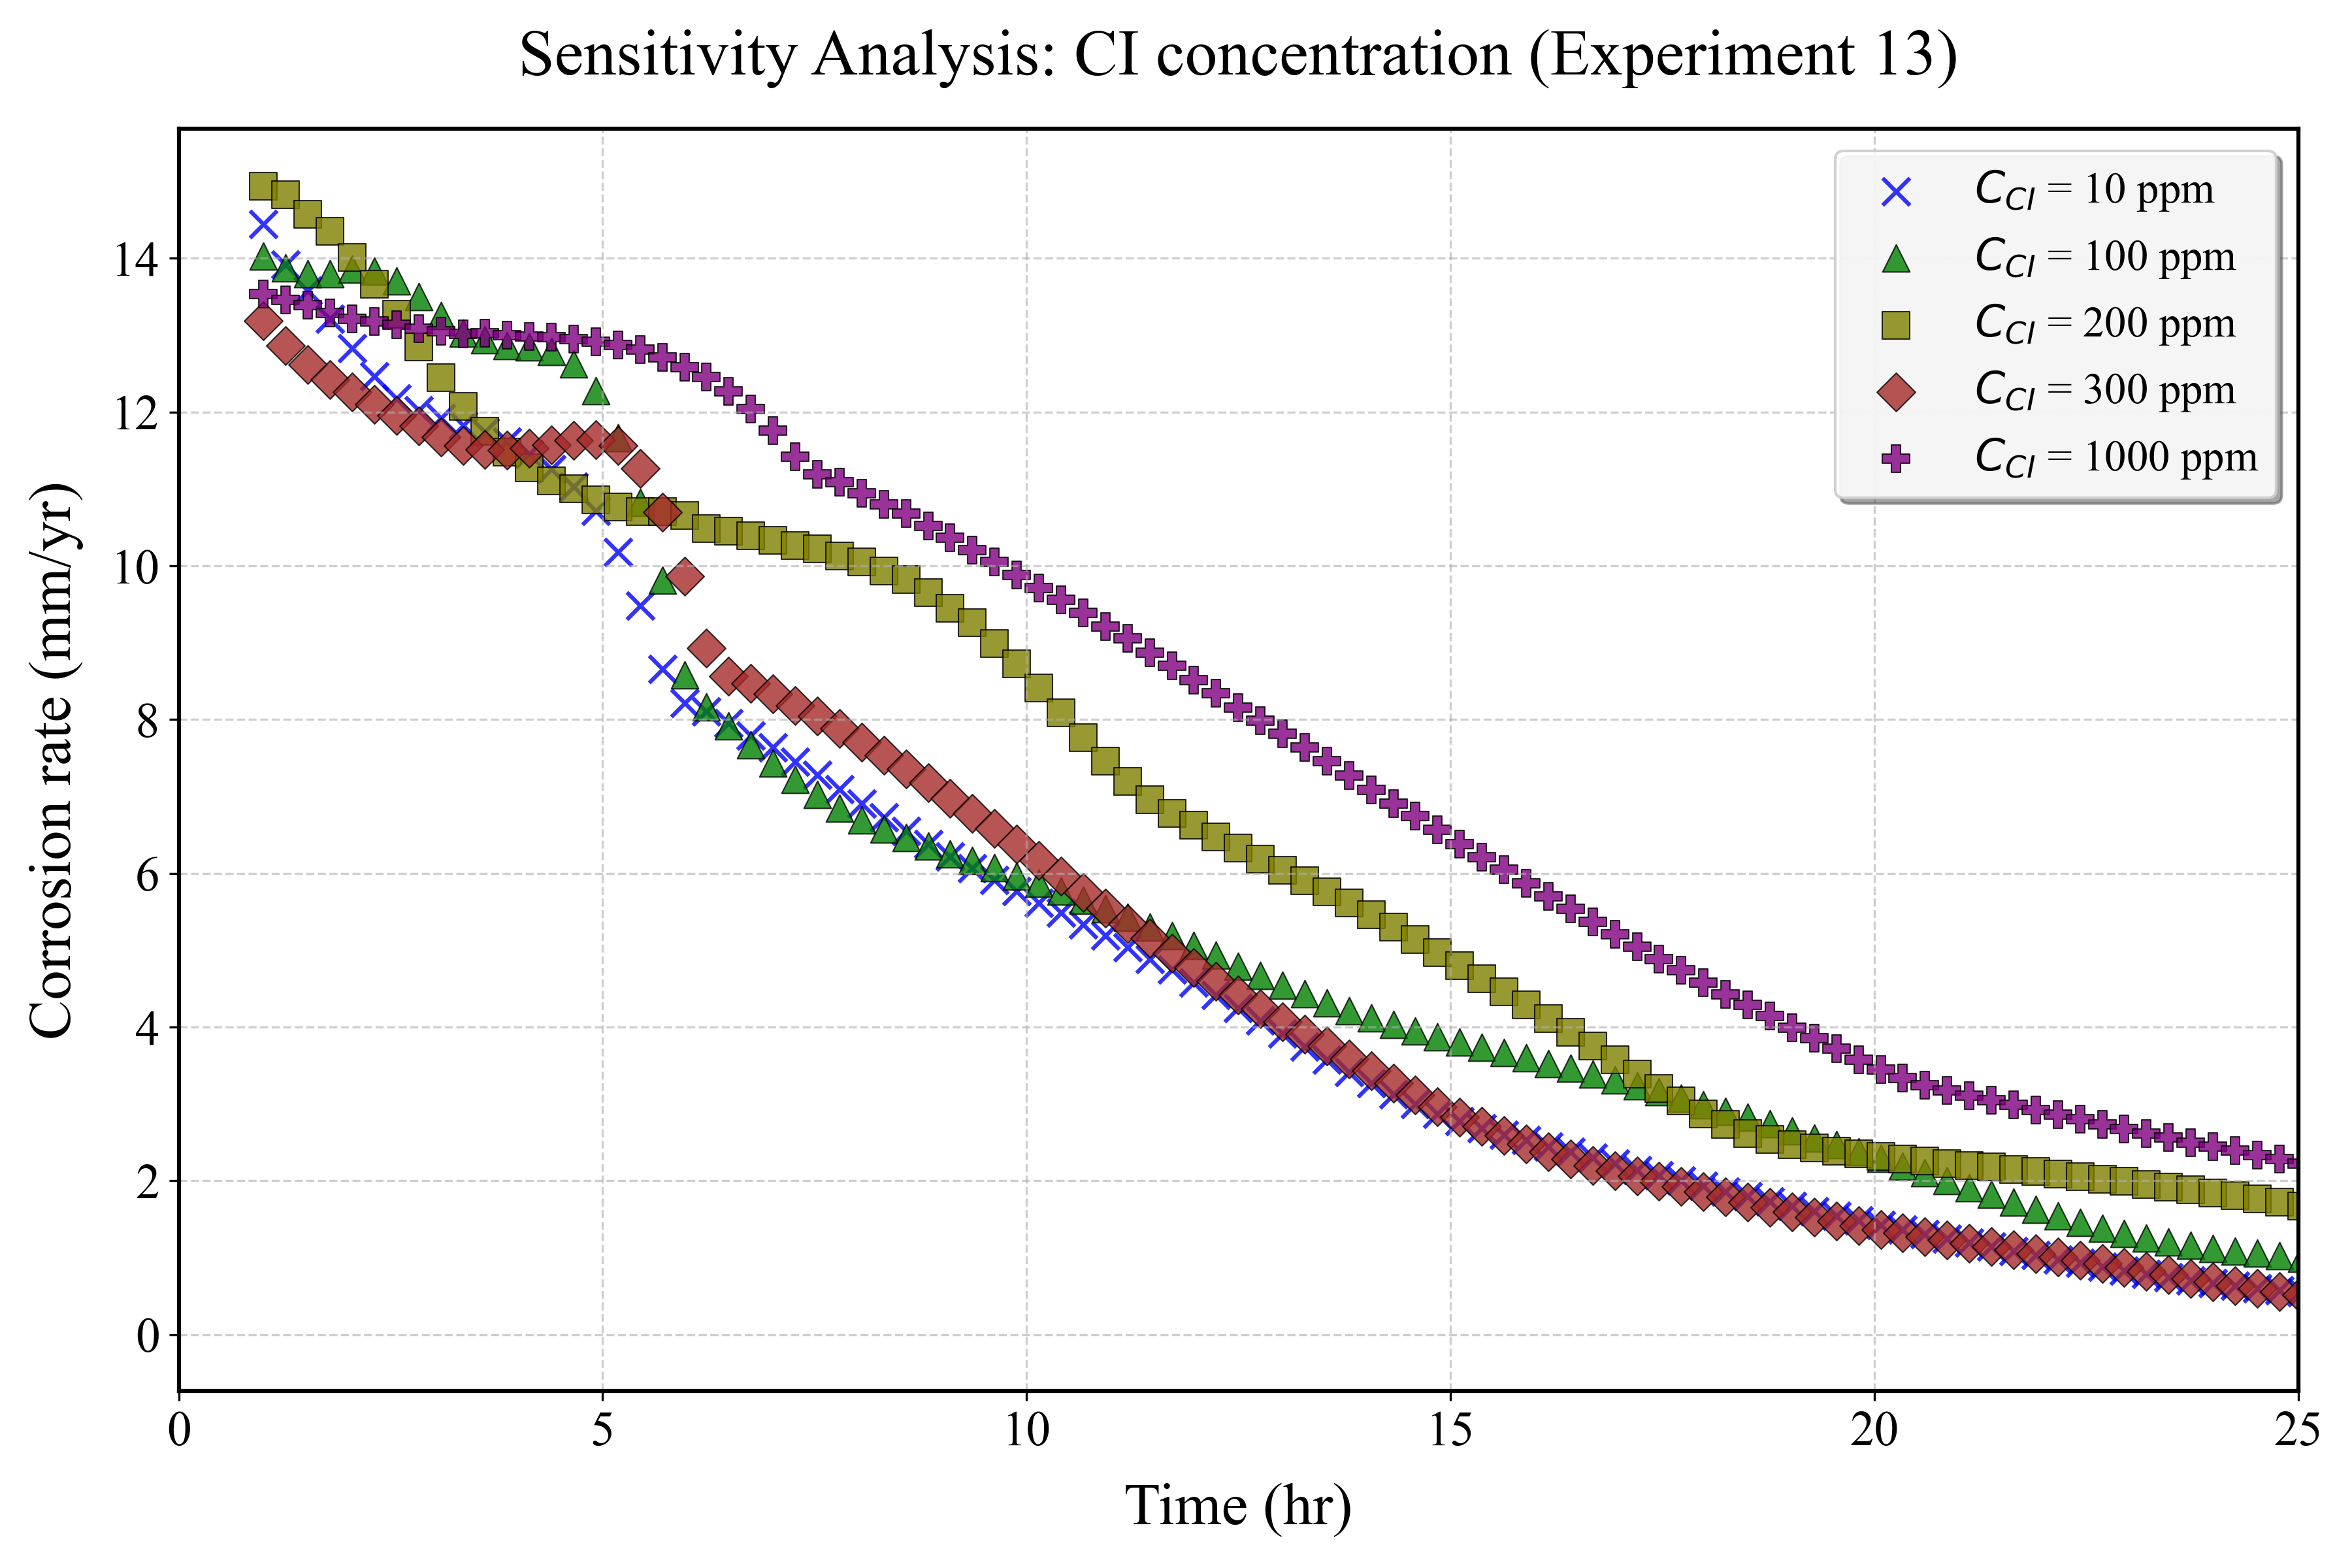 Sensitivity Analysis: CI concentration (Experiment 13)
C_CI = 10 ppm
C_CI = 100 ppm
C_CI = 200 ppm
C_CI = 300 ppm
C_CI = 1000 ppm
Corrosion rate (mm/yr)
14
12
10
8
6
4
2
0
0 5 10 15 20 25
Time (hr)